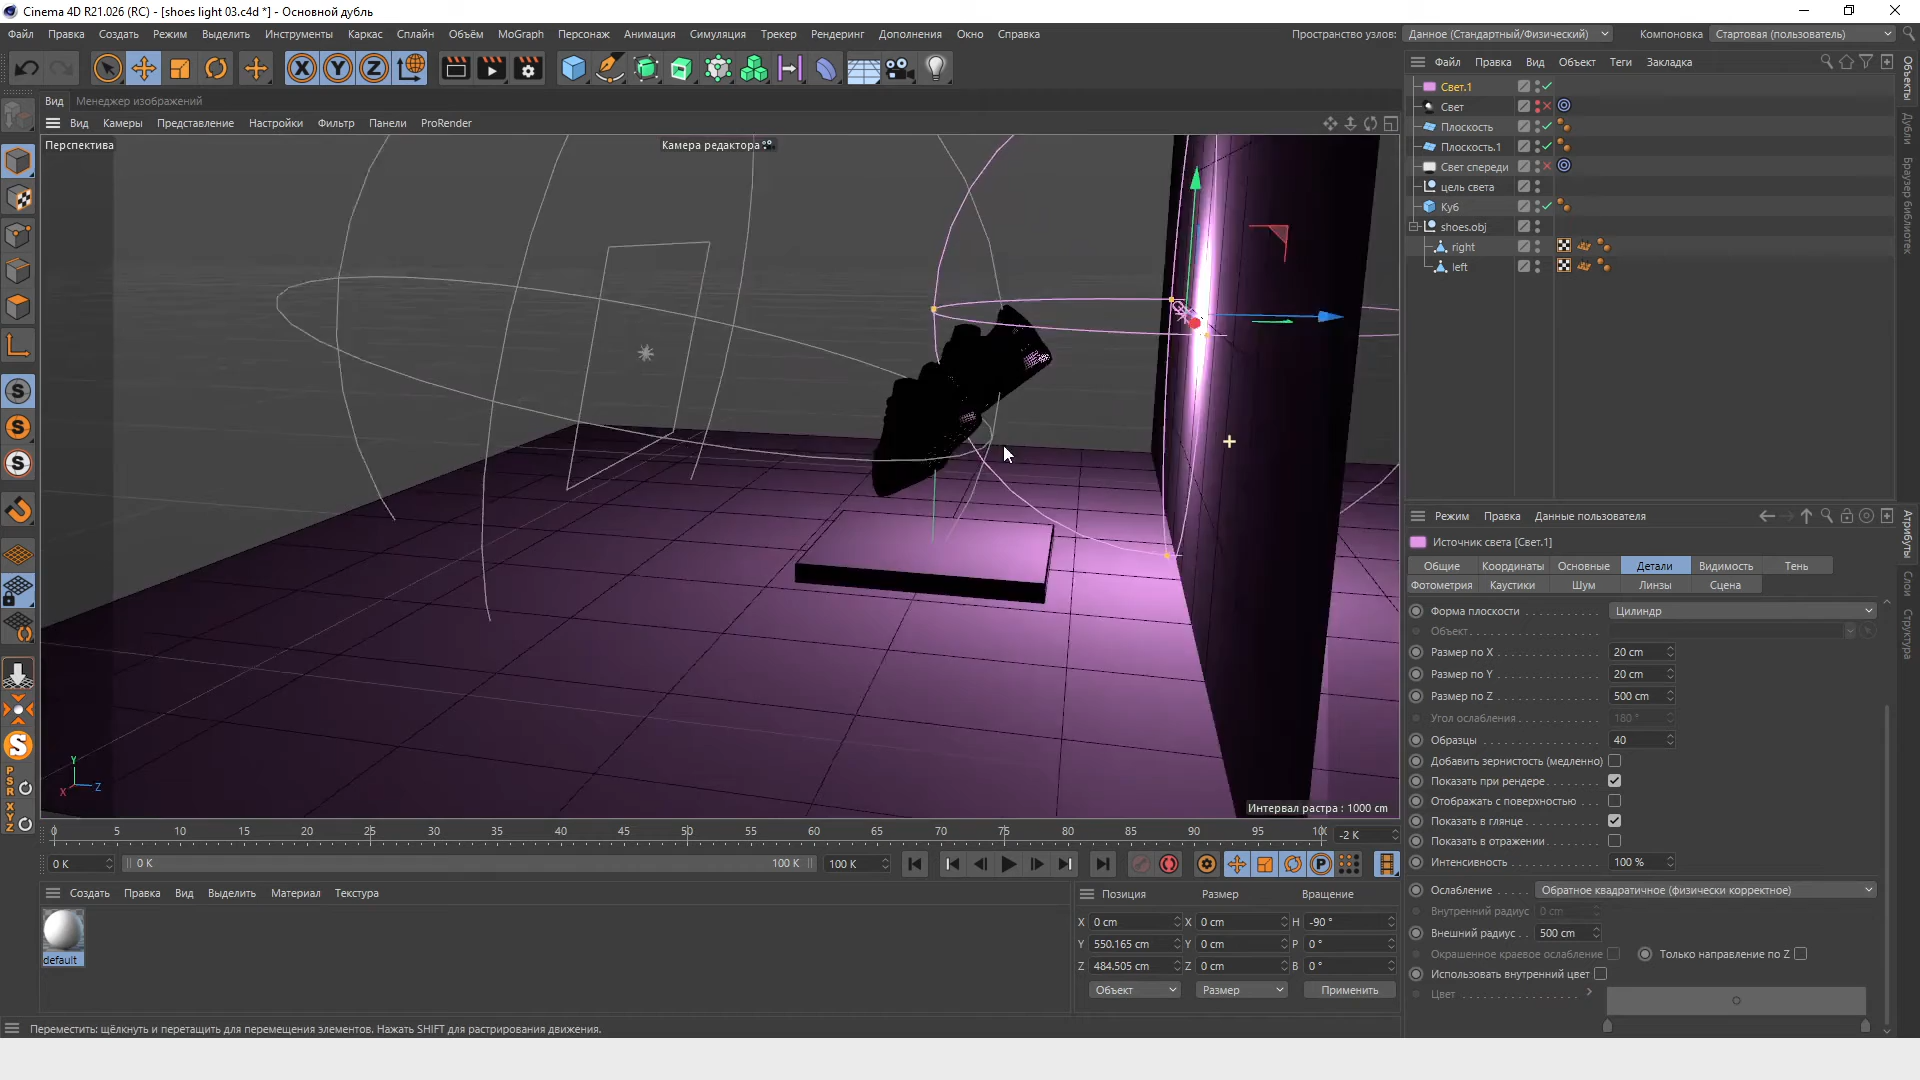 Cinema 4D R21.026 (RC) - [shoes light 03.c4d *] - Основной дубль
Файл Правка Создать Режим Выделить Инструменты Каркас Сплайн Объём MoGraph Персонаж Анимация Симуляция Трекер Рендеринг Дополнения Окно Справка
Пространство узлов: Данное (Стандартный/Физический) Компоновка Стартовая (пользователь)
Вид Менеджер изображений
Вид Камеры Представление Настройки Фильтр Панели ProRender
Перспектива
Камера редактора
Интервал растра : 1000 cm
Y
X
Z
Файл Правка Вид Объект Теги Закладка
Свет.1
Свет
Плоскость
Плоскость.1
Свет спереди
цель света
Куб
shoes.obj
right
left
Объекты
Дубли
Браузер библиотек
Режим Правка Данные пользователя
Источник света [Свет.1]
Общие Координаты Основные Детали Видимость Тень
Фотометрия Каустики Шум Линзы Сцена
Форма плоскости Цилиндр
Объект
Размер по X 20 cm
Размер по Y 20 cm
Размер по Z 500 cm
Угол ослабления 180 °
Образцы 40
Добавить зернистость (медленно)
Показать при рендере
Отображать с поверхностью
Показать в глянце
Показать в отражении
Интенсивность 100 %
Ослабление Обратное квадратичное (физически корректное)
Внутренний радиус 0 cm
Внешний радиус 500 cm
Окрашенное краевое ослабление Только направление по Z
Использовать внутренний цвет
Цвет
Атрибуты
Слои
Структура
0 5 10 15 20 25 30 35 40 45 50 55 60 65 70 75 80 85 90 95 10( -2 K
0 K 0 K 100 K 100 K
Создать Правка Вид Выделить Материал Текстура
default
Позиция Размер Вращение
X 0 cm X 0 cm H -90 °
Y 550.165 cm Y 0 cm P 0 °
Z 484.505 cm Z 0 cm B 0 °
Объект Размер Применить
Переместить: щёлкнуть и перетащить для перемещения элементов. Нажать SHIFT для растрирования движения.